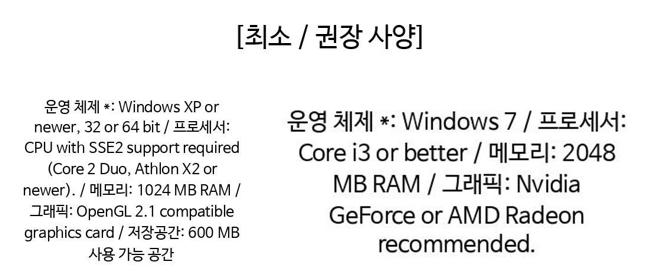 [최소 / 권장 사양]
운영 체제 *: Windows XP or
newer, 32 or 64 bit / 프로세서:
CPU with SSE2 support required
(Core 2 Duo, Athlon X2 or
newer). / 메모리: 1024 MB RAM /
그래픽: OpenGL 2.1 compatible
graphics card / 저장공간: 600 MB
사용 가능 공간
운영 체제 *: Windows 7 / 프로세서:
Core i3 or better / 메모리: 2048
MB RAM / 그래픽: Nvidia
GeForce or AMD Radeon
recommended.